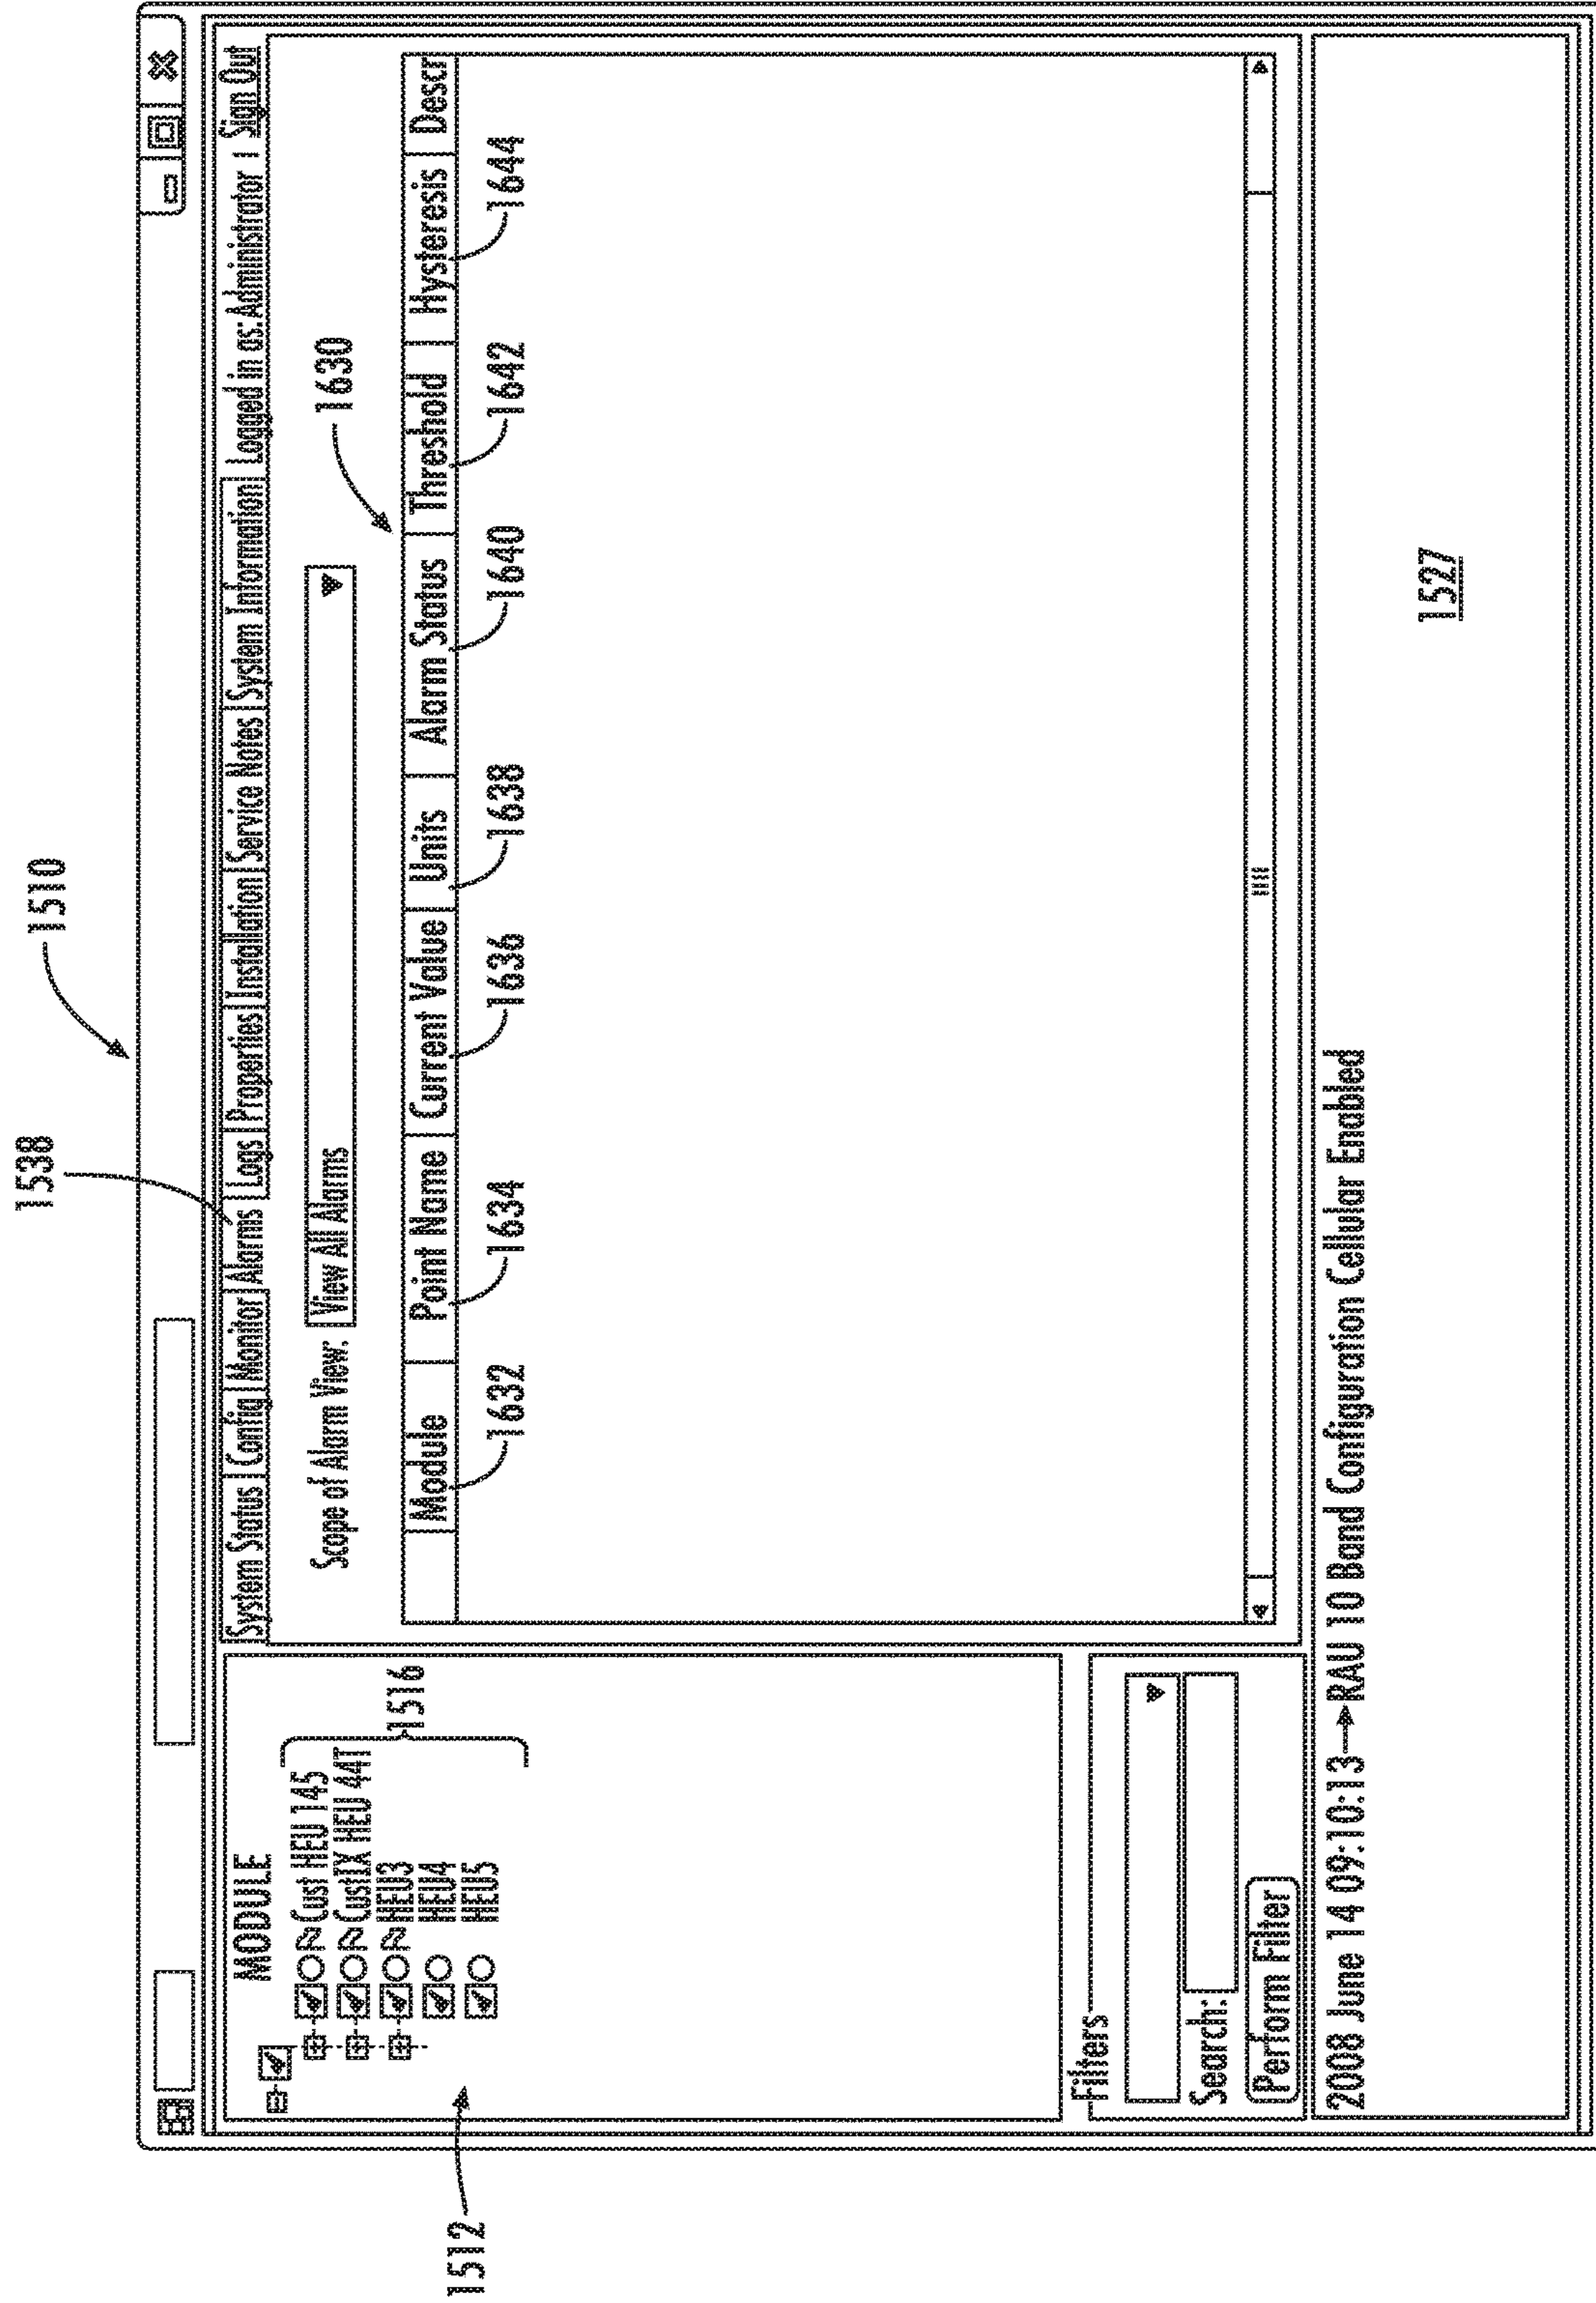 1510
1538
System Status Config Monitor Alarms Logs Properties Installation Service Notes System Information Logged in as:Administrator | Sign Out
MODULE
Cust HEU 145
CustTX HEU 44T
HEU3
HEU4
HEU5
1516
1512
Scope of Alarm View: View All Alarms
1630
Module Point Name Current Value Units Alarm Status Threshold Hysteresis Descr
1632 1634 1636 1638 1640 1642 1644
Filters
Search:
Perform Filter
2008 June 14 09:10:13 RAU 10 Band Configuration Cellular Enabled
1527